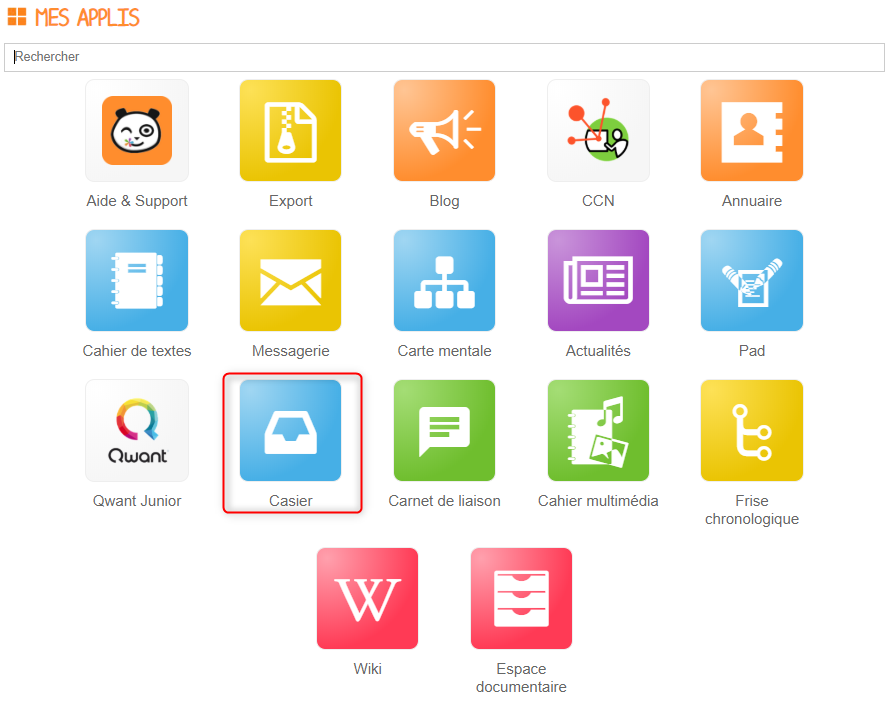 MES APPLIS
Rechercher
Aide & Support
Export
Blog
CCN
Annuaire
Cahier de textes
Messagerie
Carte mentale
Actualités
Pad
Qwant
Qwant Junior
Casier
Carnet de liaison
Cahier multimédia
Frise
chronologique
W
Wiki
Espace
documentaire